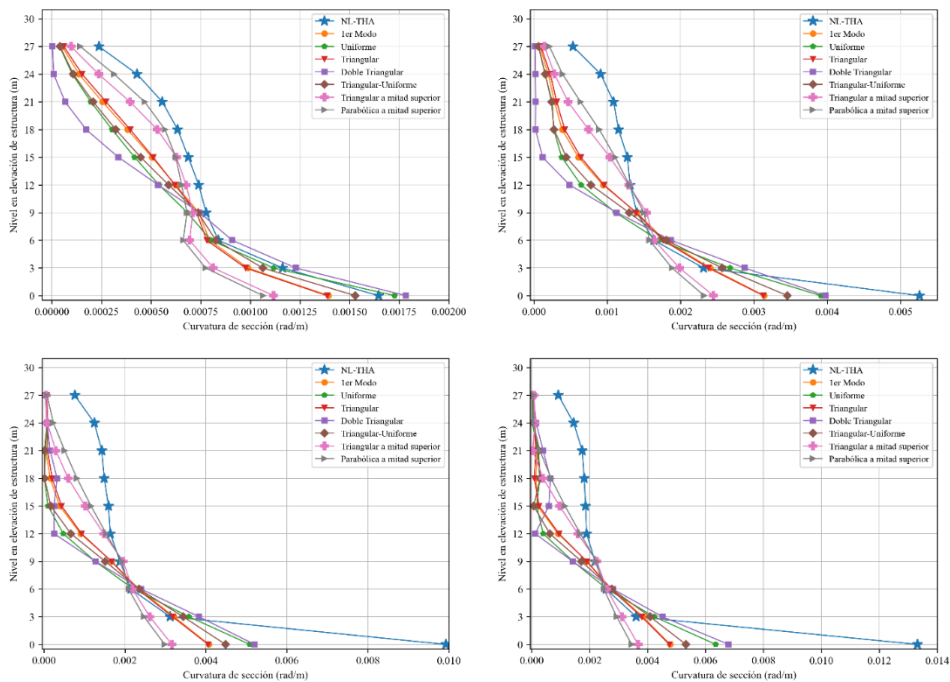 30
27
24
21
18
15
12
9
6
3
0
Nivel en elevación de estructura (m)
NL-THA
1er Modo
Uniforme
Triangular
Doble Triangular
Triangular-Uniforme
Triangular a mitad superior
Parabólica a mitad superior
0.00000 0.00025 0.00050 0.00075 0.00100 0.00125 0.00150 0.00175 0.00200
Curvatura de sección (rad/m)
30
27
24
21
18
15
12
9
6
3
0
Nivel en elevación de estructura (m)
NL-THA
1er Modo
Uniforme
Triangular
Doble Triangular
Triangular-Uniforme
Triangular a mitad superior
Parabólica a mitad superior
0.000 0.001 0.002 0.003 0.004 0.005
Curvatura de sección (rad/m)
30
27
24
21
18
15
12
9
6
3
0
Nivel en elevación de estructura (m)
NL-THA
1er Modo
Uniforme
Triangular
Doble Triangular
Triangular-Uniforme
Triangular a mitad superior
Parabólica a mitad superior
0.000 0.002 0.004 0.006 0.008 0.010
Curvatura de sección (rad/m)
30
27
24
21
18
15
12
9
6
3
0
Nivel en elevación de estructura (m)
NL-THA
1er Modo
Uniforme
Triangular
Doble Triangular
Triangular-Uniforme
Triangular a mitad superior
Parabólica a mitad superior
0.000 0.002 0.004 0.006 0.008 0.010 0.012 0.014
Curvatura de sección (rad/m)